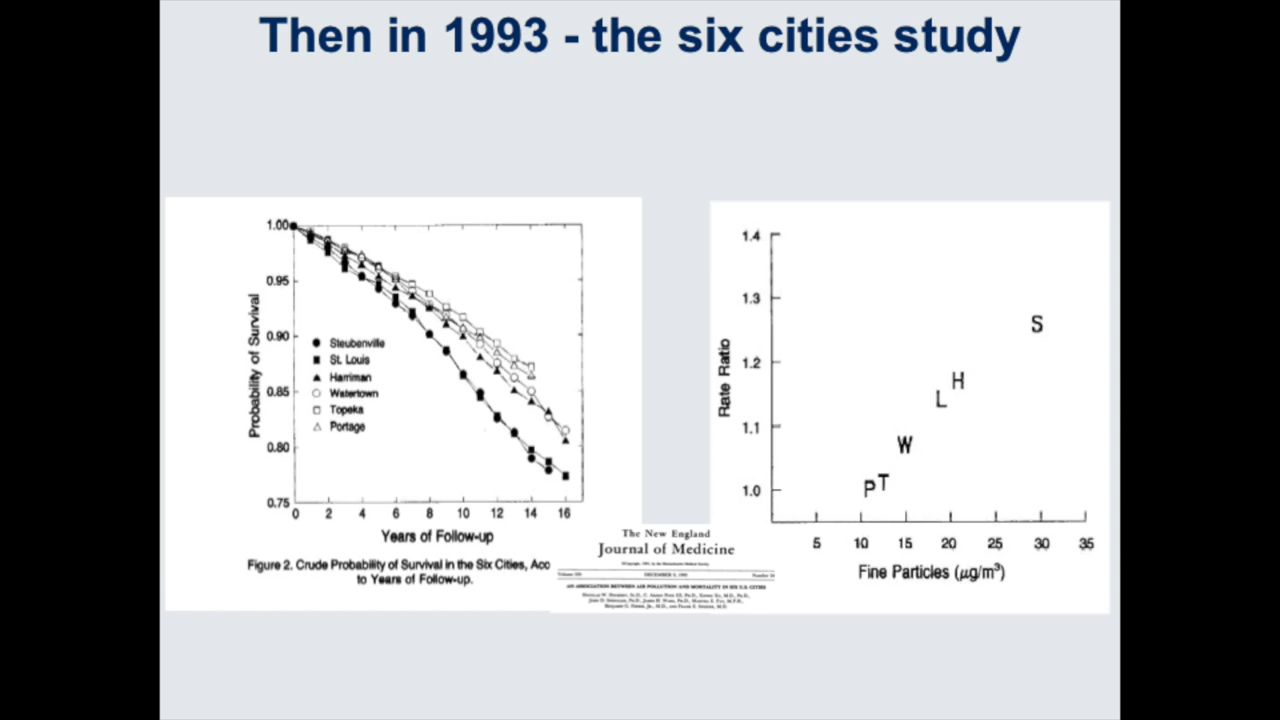 Then in 1993 - the six cities study
1.00
0.95
0.90
0.85
0.80
0.75
Probability of Survival
Steubenville
St. Louis
Harriman
Watertown
Topeka
Portage
0 2 4 6 8 10 12 14 16
Years of Follow-up
Figure 2. Crude Probability of Survival in the Six Cities, Acco
to Years of Follow-up.
The New England
Journal of Medicine
DECEMBER 9, 1993
AN ASSOCIATION BETWEEN AIR POLLUTION AND MORTALITY IN SIX U.S. CITIES
1.4
1.3
1.2
1.1
1.0
Rate Ratio
S
H
L
W
T
P
5 10 15 20 25 30 35
Fine Particles (μg/m³)